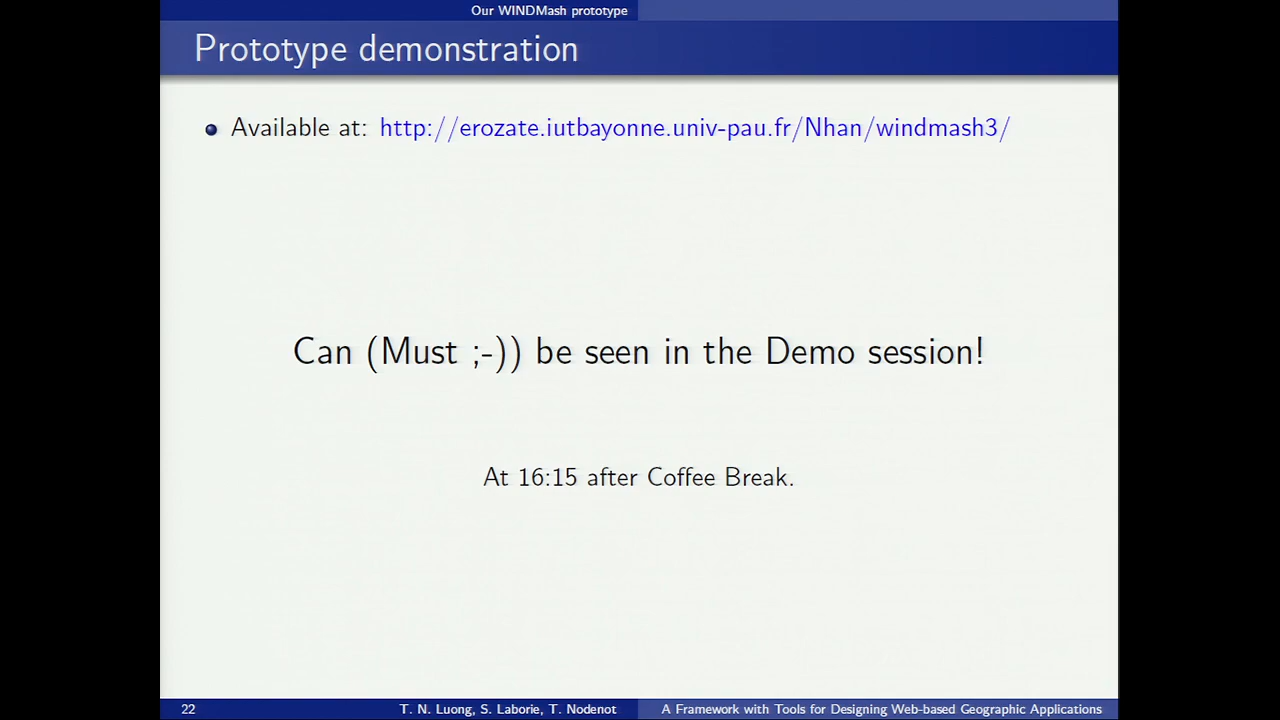 Our WINDMash prototype
Prototype demonstration
Available at: http://erozate.iutbayonne.univ-pau.fr/Nhan/windmash3/
Can (Must ;-)) be seen in the Demo session!
At 16:15 after Coffee Break.
22 T. N. Luong, S. Laborie, T. Nodenot A Framework with Tools for Designing Web-based Geographic Applications